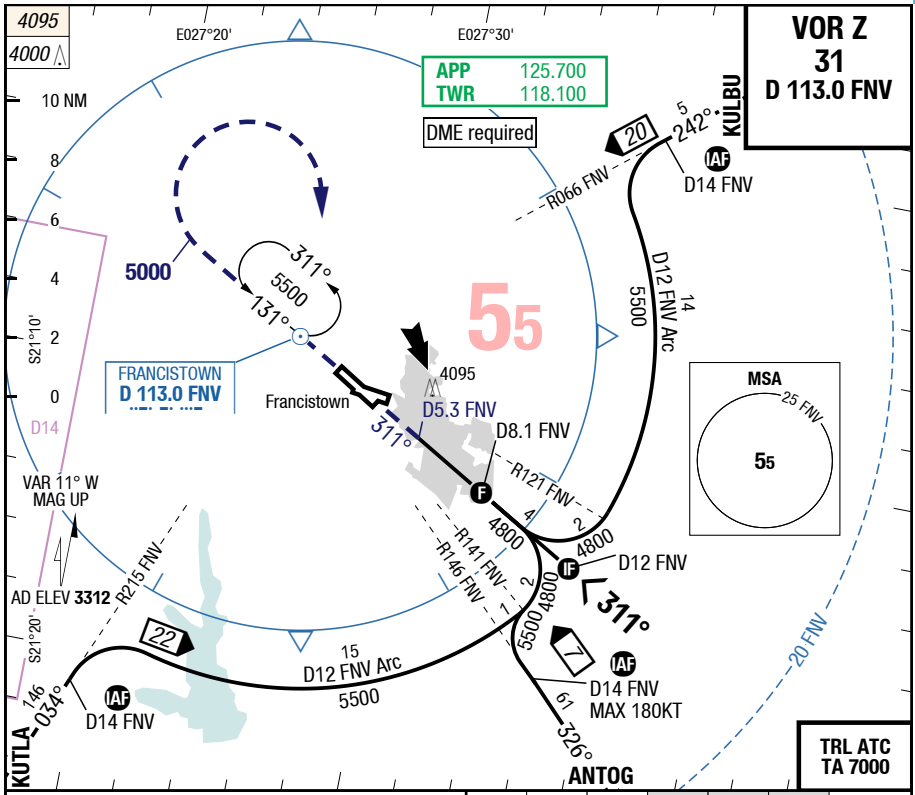 4095
4000
E027°20'
E027°30'
VOR Z
31
D 113.0 FNV
APP 125.700
TWR 118.100
DME required
KULBU
5
242°
20
IAF
D14 FNV
R066 FNV
10 NM
8
6
4
2
0
S21°10'
5000
311°
5500
131°
55
D12 FNV Arc
14
5500
FRANCISTOWN
D 113.0 FNV
Francistown
4095
D5.3 FNV
311°
D8.1 FNV
F
MSA
25 FNV
55
D14
VAR 11° W
MAG UP
R121 FNV
4
2
4800
4800
R141 FNV
R146 FNV
IF
D12 FNV
311°
2
4800
1
5500
AD ELEV 3312
R215 FNV
S21°20'
22
15
D12 FNV Arc
5500
7
IAF
D14 FNV
MAX 180KT
61
326°
ANTOG
20 FNV
146
034°
IAF
D14 FNV
KUTLA
TRL ATC
TA 7000